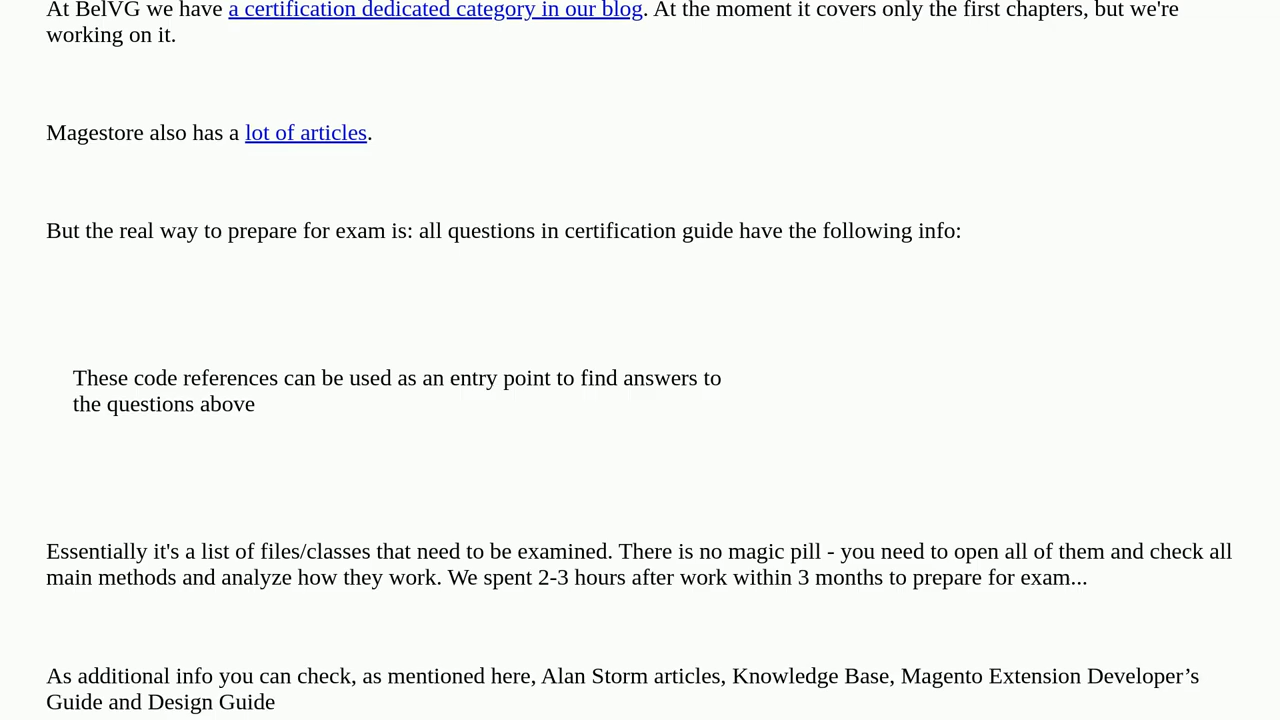 At BelVG we have a certification dedicated category in our blog. At the moment it covers only the first chapters, but we're
working on it.
Magestore also has a lot of articles.
But the real way to prepare for exam is: all questions in certification guide have the following info:
These code references can be used as an entry point to find answers to
the questions above
Essentially it's a list of files/classes that need to be examined. There is no magic pill - you need to open all of them and check all
main methods and analyze how they work. We spent 2-3 hours after work within 3 months to prepare for exam...
As additional info you can check, as mentioned here, Alan Storm articles, Knowledge Base, Magento Extension Developer’s
Guide and Design Guide